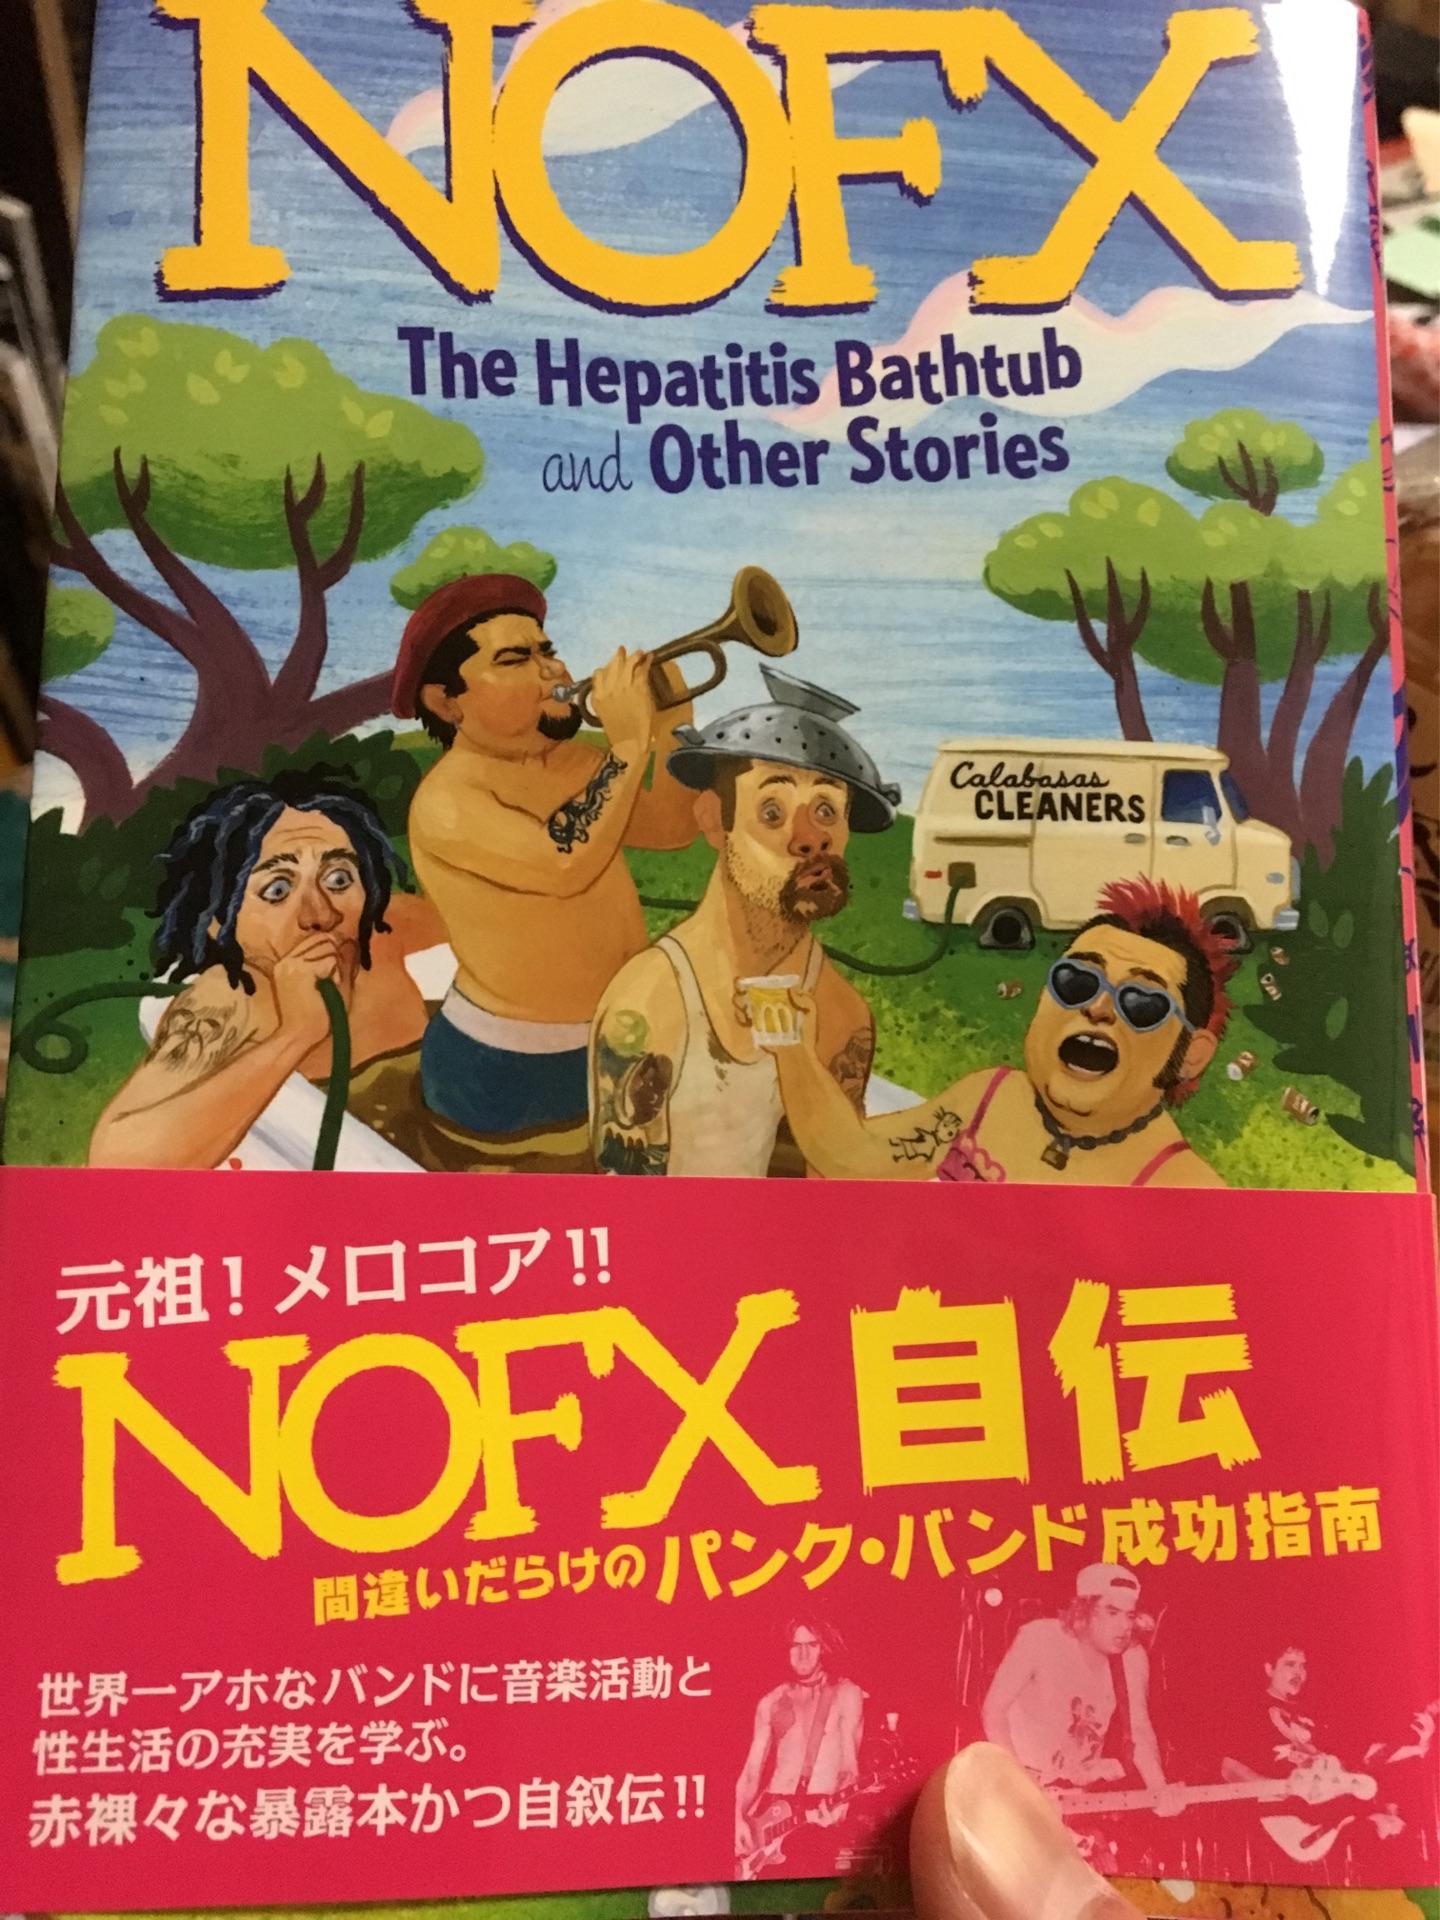 NOFX
The Hepatitis Bathtub
and Other Stories
Calabasas
CLEANERS
元祖！メロコア!!
NOFX自伝
間違いだらけのパンク・バンド成功指南
世界一アホなバンドに音楽活動と
性生活の充実を学ぶ。
赤裸々な暴露本かつ自叙伝!!